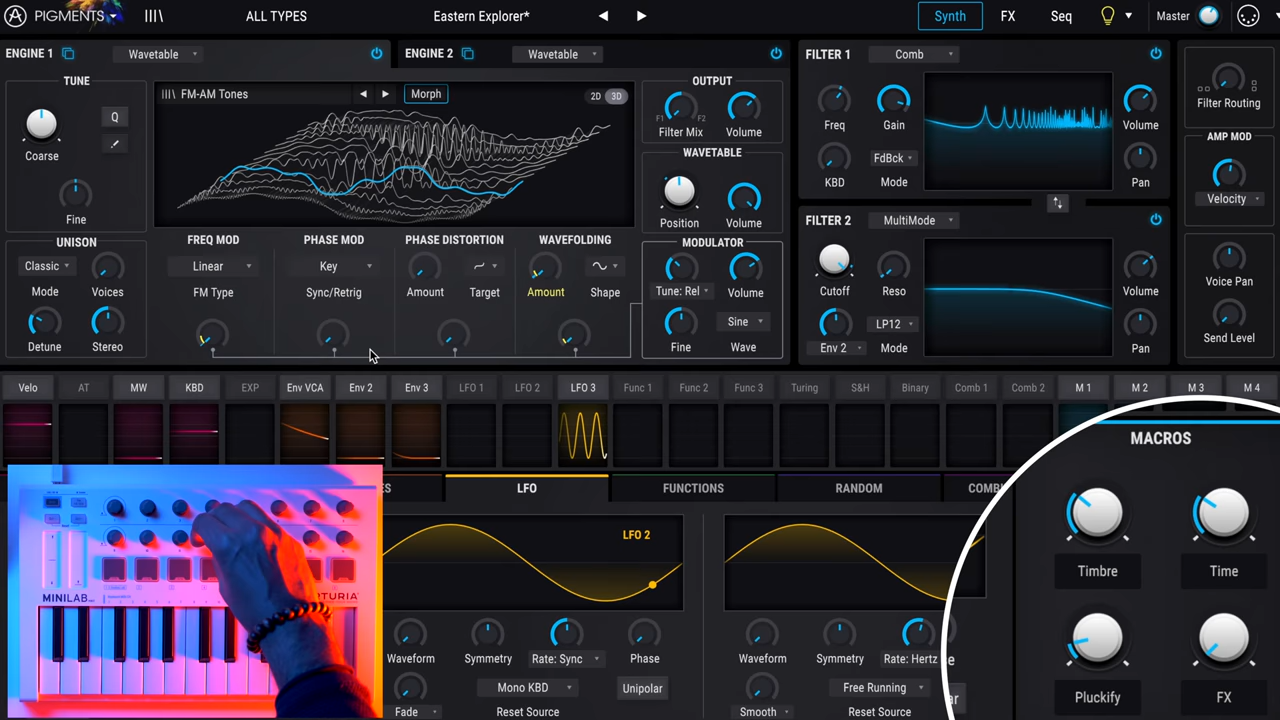 PIGMENTS
ALL TYPES
Eastern Explorer*
Synth
FX
Seq
Master
ENGINE 1
Wavetable
ENGINE 2
Wavetable
FILTER 1
Comb
TUNE
Coarse
Q
Fine
FM-AM Tones
Morph
2D
3D
OUTPUT
F1
F2
Filter Mix
Volume
WAVETABLE
Position
Volume
Freq
Gain
KBD
FdBck
Mode
Volume
Pan
Filter Routing
AMP MOD
Velocity
UNISON
Classic
Mode
Voices
Detune
Stereo
FREQ MOD
Linear
FM Type
PHASE MOD
Key
Sync/Retrig
PHASE DISTORTION
Amount
Target
WAVEFOLDING
Amount
Shape
MODULATOR
Tune: Rel
Volume
Fine
Sine
Wave
FILTER 2
MultiMode
Cutoff
Reso
Env 2
LP12
Mode
Volume
Pan
Voice Pan
Send Level
Velo
AT
MW
KBD
EXP
Env VCA
Env 2
Env 3
LFO 1
LFO 2
LFO 3
Func 1
Func 2
Func 3
Turing
S&H
Binary
Comb 1
Comb 2
M 1
M 2
M 3
M 4
ES
LFO
FUNCTIONS
RANDOM
COMB
LFO 2
Waveform
Symmetry
Rate: Sync
Phase
Fade
Mono KBD
Reset Source
Unipolar
Waveform
Symmetry
Rate: Hertz
e
Smooth
Free Running
Reset Source
ar
MACROS
Timbre
Time
Pluckify
FX
MINILAB
TURIA